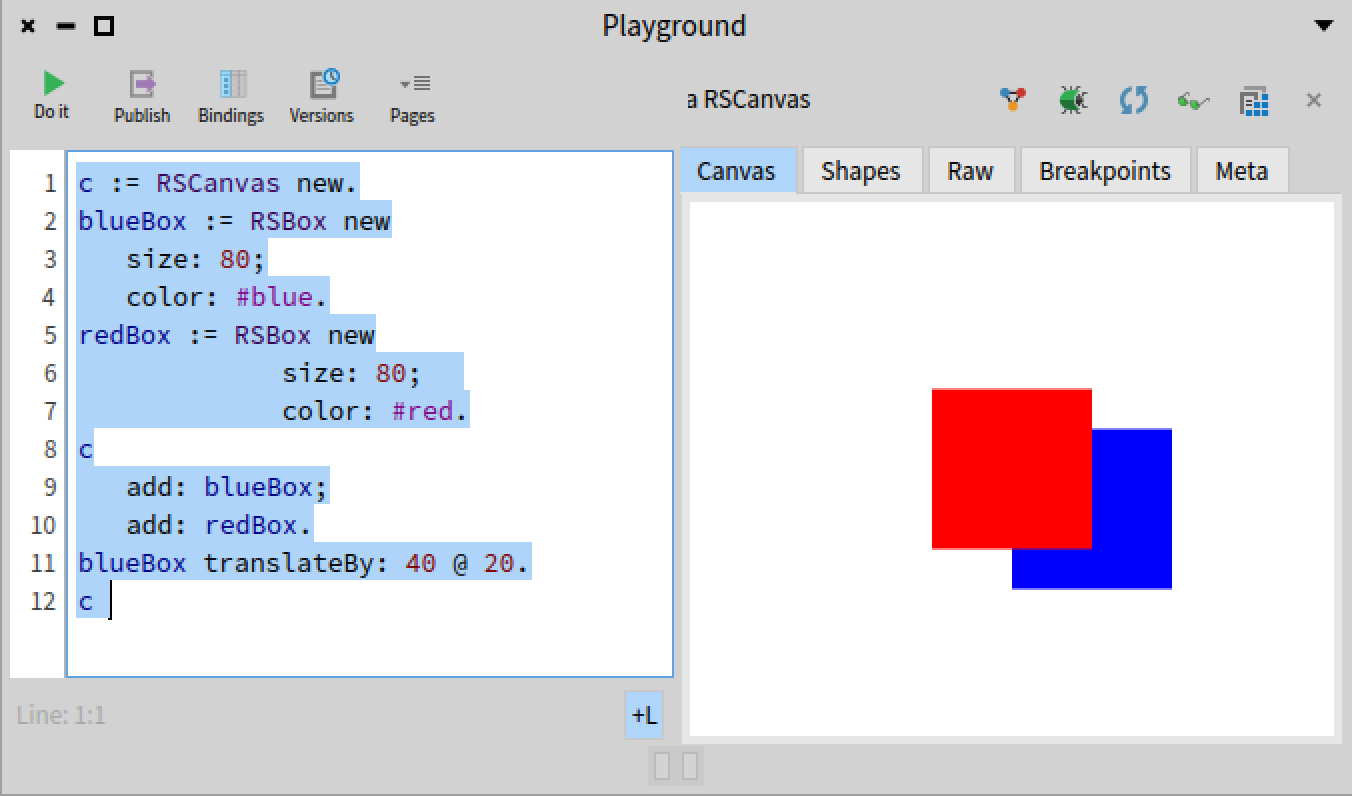 Playground
Do it
Publish
Bindings
Versions
Pages
a RSCanvas
Canvas
Shapes
Raw
Breakpoints
Meta
1 c := RSCanvas new.
2 blueBox := RSBox new
3    size: 80;
4    color: #blue.
5 redBox := RSBox new
6              size: 80;
7              color: #red.
8 c
9    add: blueBox;
10    add: redBox.
11 blueBox translateBy: 40 @ 20.
12 c
Line: 1:1
+L